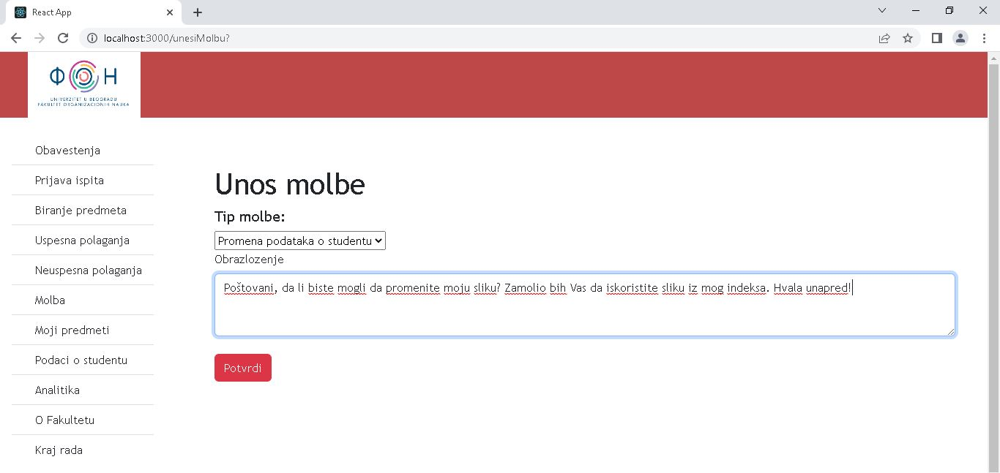 React App
localhost:3000/unesiMolbu?
ФОН
UNIVERZITET U BEOGRADU
FAKULTET ORGANIZACIONIH NAUKA
Obavestenja
Prijava ispita
Biranje predmeta
Uspesna polaganja
Neuspesna polaganja
Molba
Moji predmeti
Podaci o studentu
Analitika
O Fakultetu
Kraj rada
Unos molbe
Tip molbe:
Promena podataka o studentu
Obrazlozenje
Poštovani, da li biste mogli da promenite moju sliku? Zamolio bih Vas da iskoristite sliku iz mog indeksa. Hvala unapred!
Potvrdi